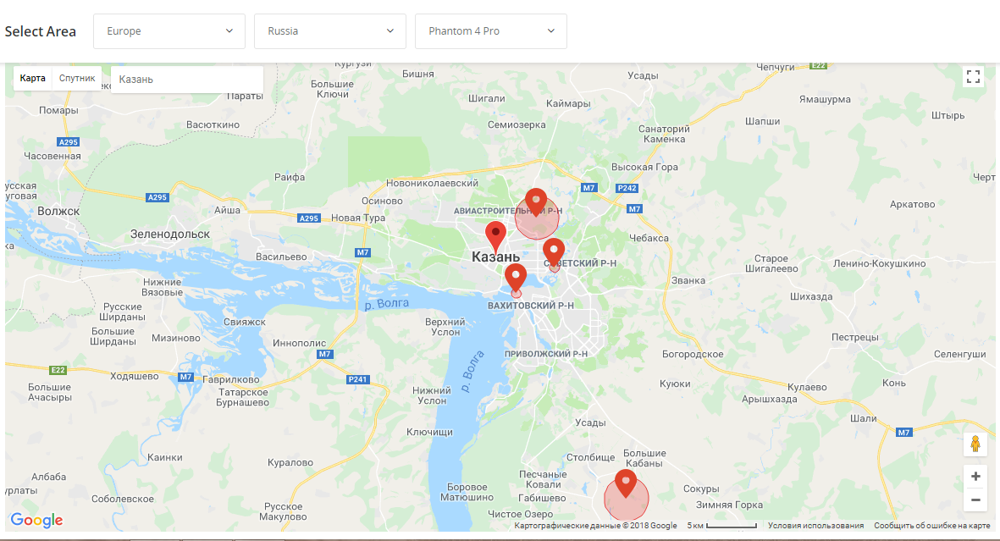 Select Area
Europe
Russia
Phantom 4 Pro
Карта
Спутник
Казань
Кургузи
Бишня
Большие
Ключи
Параты
Помары
Васюткино
A295
Часовенная
Шигали
Каймары
Семиозерка
Усады
Чепчуги
E22
Ямашурма
Шапши
Штырь
Санаторий
Каменка
Высокая Гора
M7
P242
M7
Волжск
A295
Раифа
Новониколаевский
Осиново
Айша
A295
Новая Тура
АВИАСТРОИТЕЛЬН
Й Р-Н
Аркатово
Зеленодольск
Васильево
M7
Казань
С
ВЕТСКИЙ Р-Н
Чебакса
Старое
Шигалеево
Ленино-Кокушкино
Званка
Шихазда
Нижние
Вязовые
Русские
Ширданы
Большие
Ширданы
Мизиново
Свияжск
р. Волга
ВАХИТОВСКИЙ Р-Н
Верхний
Услон
Иннополис
M7
р. Волга
ПРИВОЛЖСКИЙ Р-Н
Богородское
Пестрецы
Селенгуши
E22
Большие
Ачасыры
Ходяшево
M7
Гаврилково
Татарское
Бурнашево
P241
Нижний
Услон
Куюки
Арышхазда
Кулаево
Конь
Шали
M7
Усады
Ключищи
Каинки
Куралово
Столбище
Большие
Кабаны
Песчаные
Ковали
Габишево
Боровое
Матюшино
Чистое Озеро
Сокуры
Зимняя Горка
Албаба
Соболевское
Русское
Макулово
Google
Картографические данные © 2018 Google
5 км
Условия использования
Сообщить об ошибке на карте